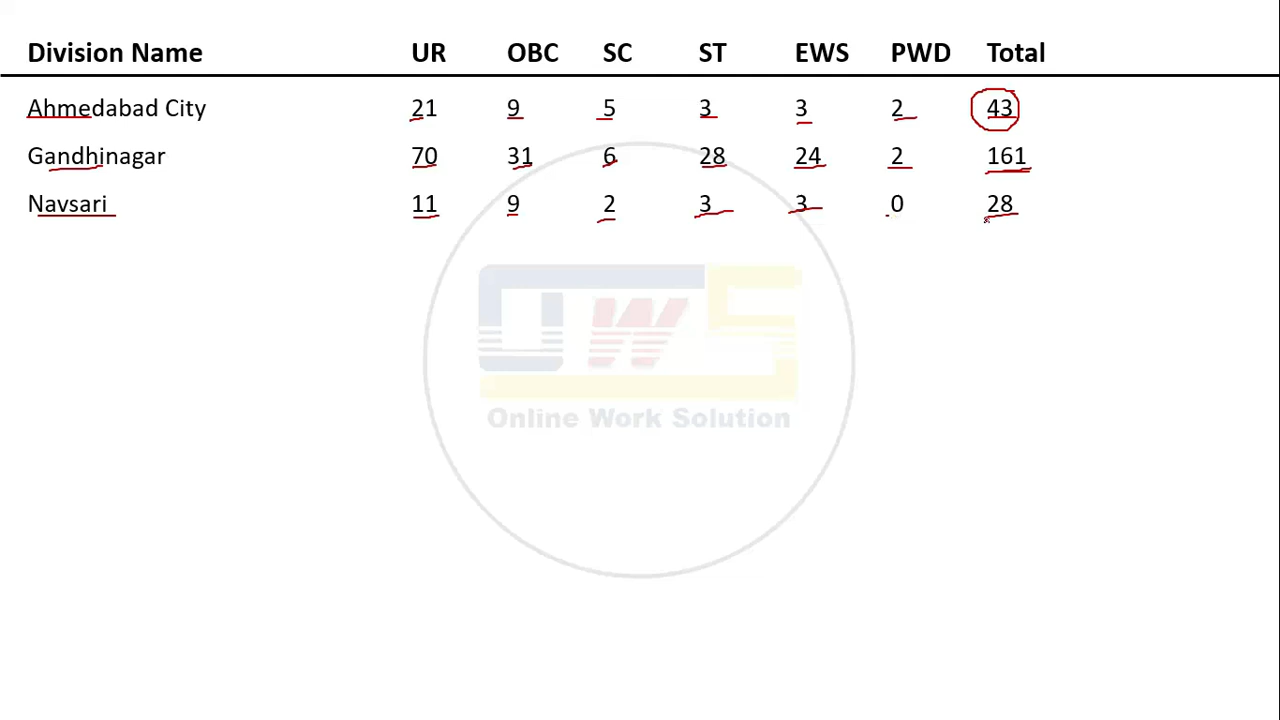 Division Name UR OBC SC ST EWS PWD Total
Ahmedabad City 21 9 5 3 3 2 43
Gandhinagar 70 31 6 28 24 2 161
Navsari 11 9 2 3 3 0 28
OWS
Online Work Solution